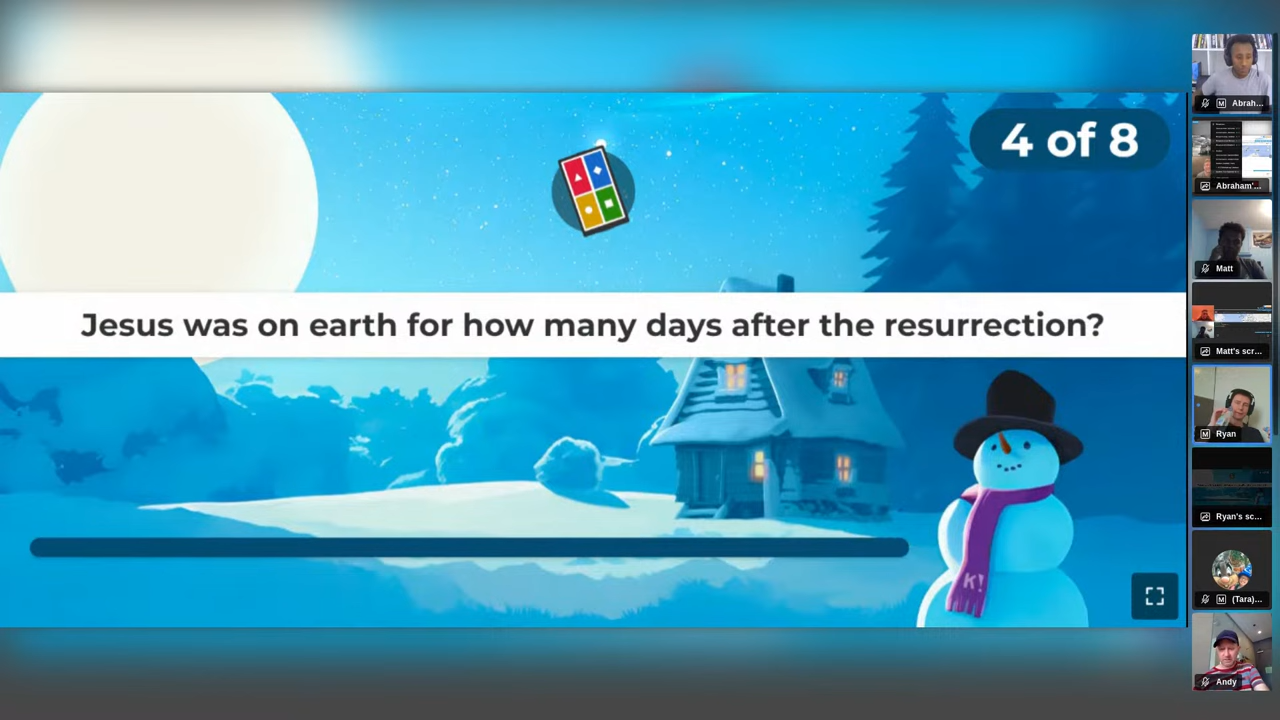 4 of 8
Jesus was on earth for how many days after the resurrection?
K!
Abrah...
Abraham'...
Matt
Matt's scr...
Ryan
Ryan's sc...
(Tara)...
Andy